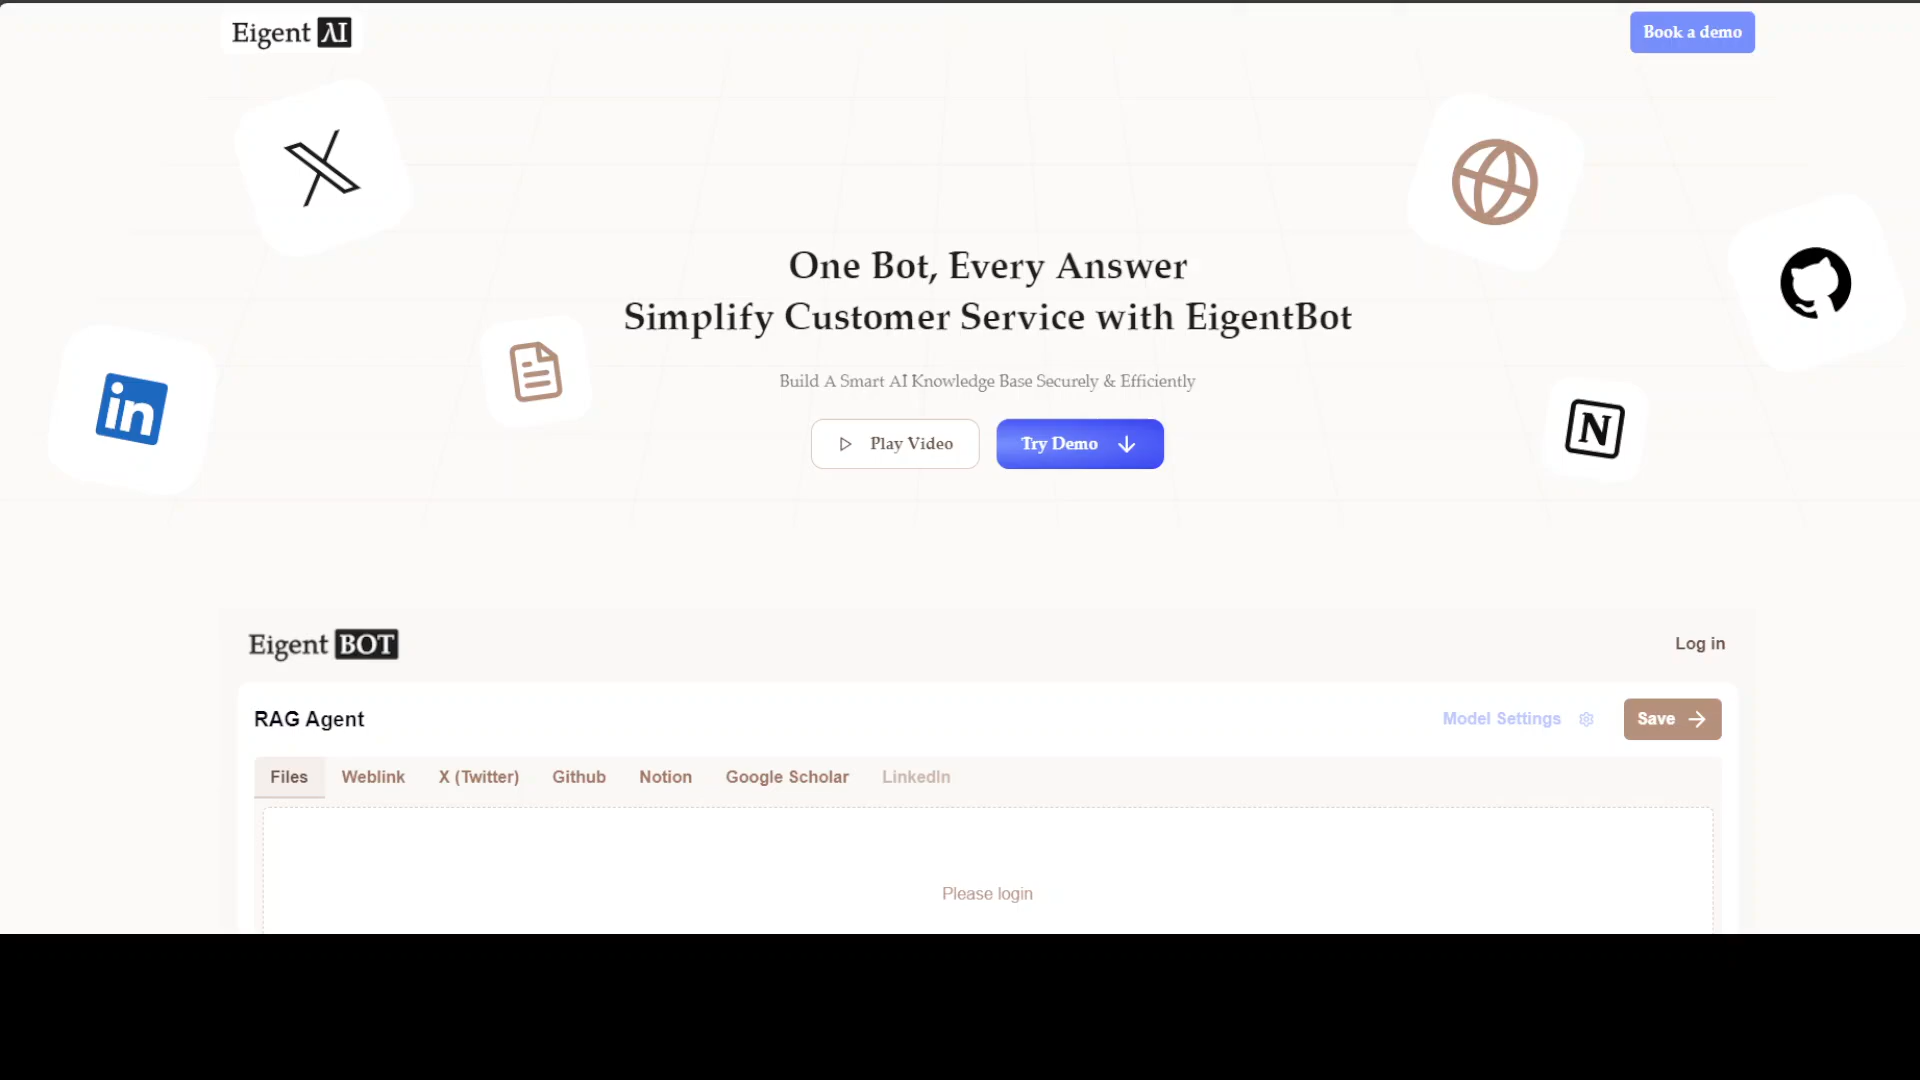 Eigent AI
Book a demo
One Bot, Every Answer
Simplify Customer Service with EigentBot
Build A Smart AI Knowledge Base Securely & Efficiently
Play Video
Try Demo
in
N
Eigent BOT
Log in
RAG Agent
Model Settings
Save
Files Weblink X (Twitter) Github Notion Google Scholar LinkedIn
Please login